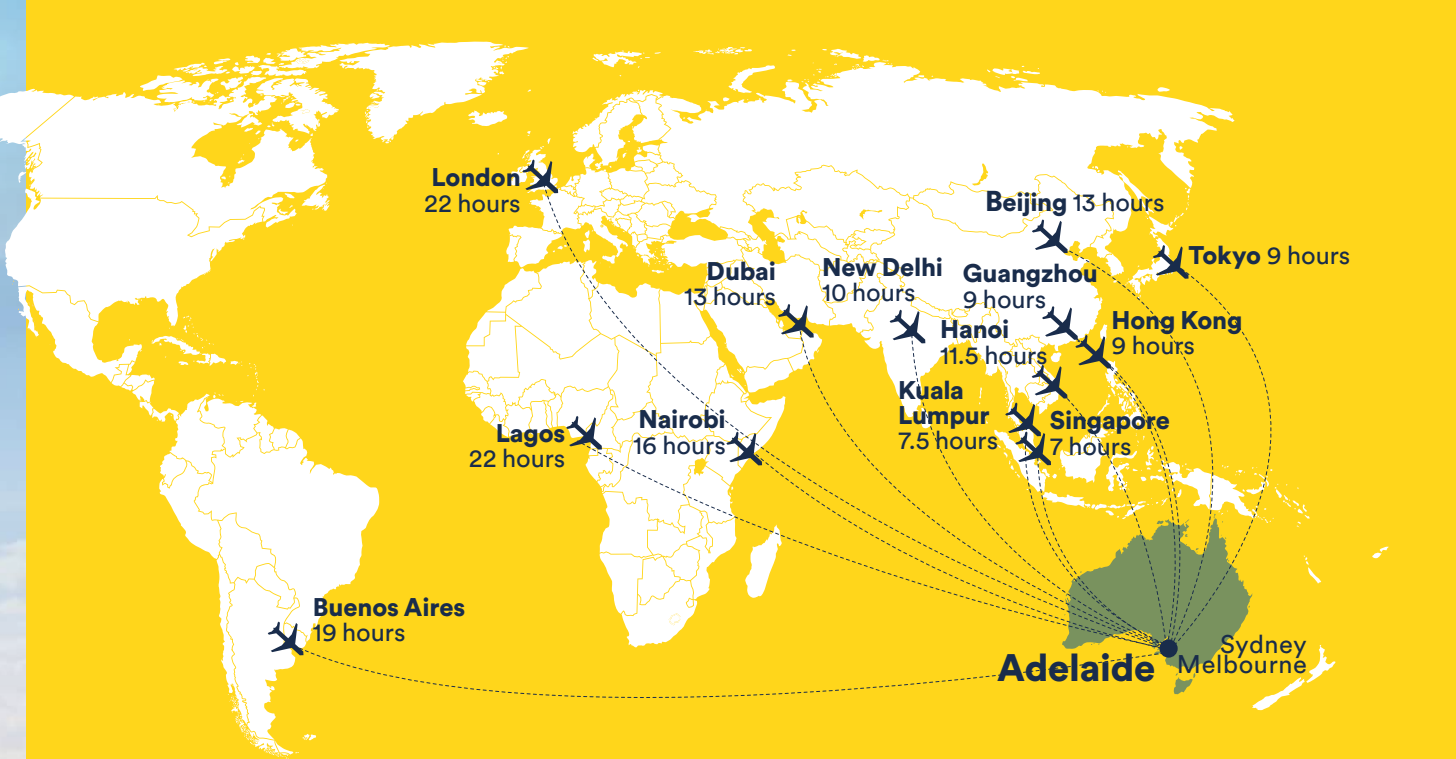 London
22 hours
Beijing 13 hours
Tokyo 9 hours
Dubai
13 hours
New Delhi
10 hours
Guangzhou
9 hours
Hong Kong
9 hours
Hanoi
11.5 hours
Kuala
Lumpur
7.5 hours
Singapore
7 hours
Lagos
22 hours
Nairobi
16 hours
Buenos Aires
19 hours
Adelaide
Sydney
Melbourne